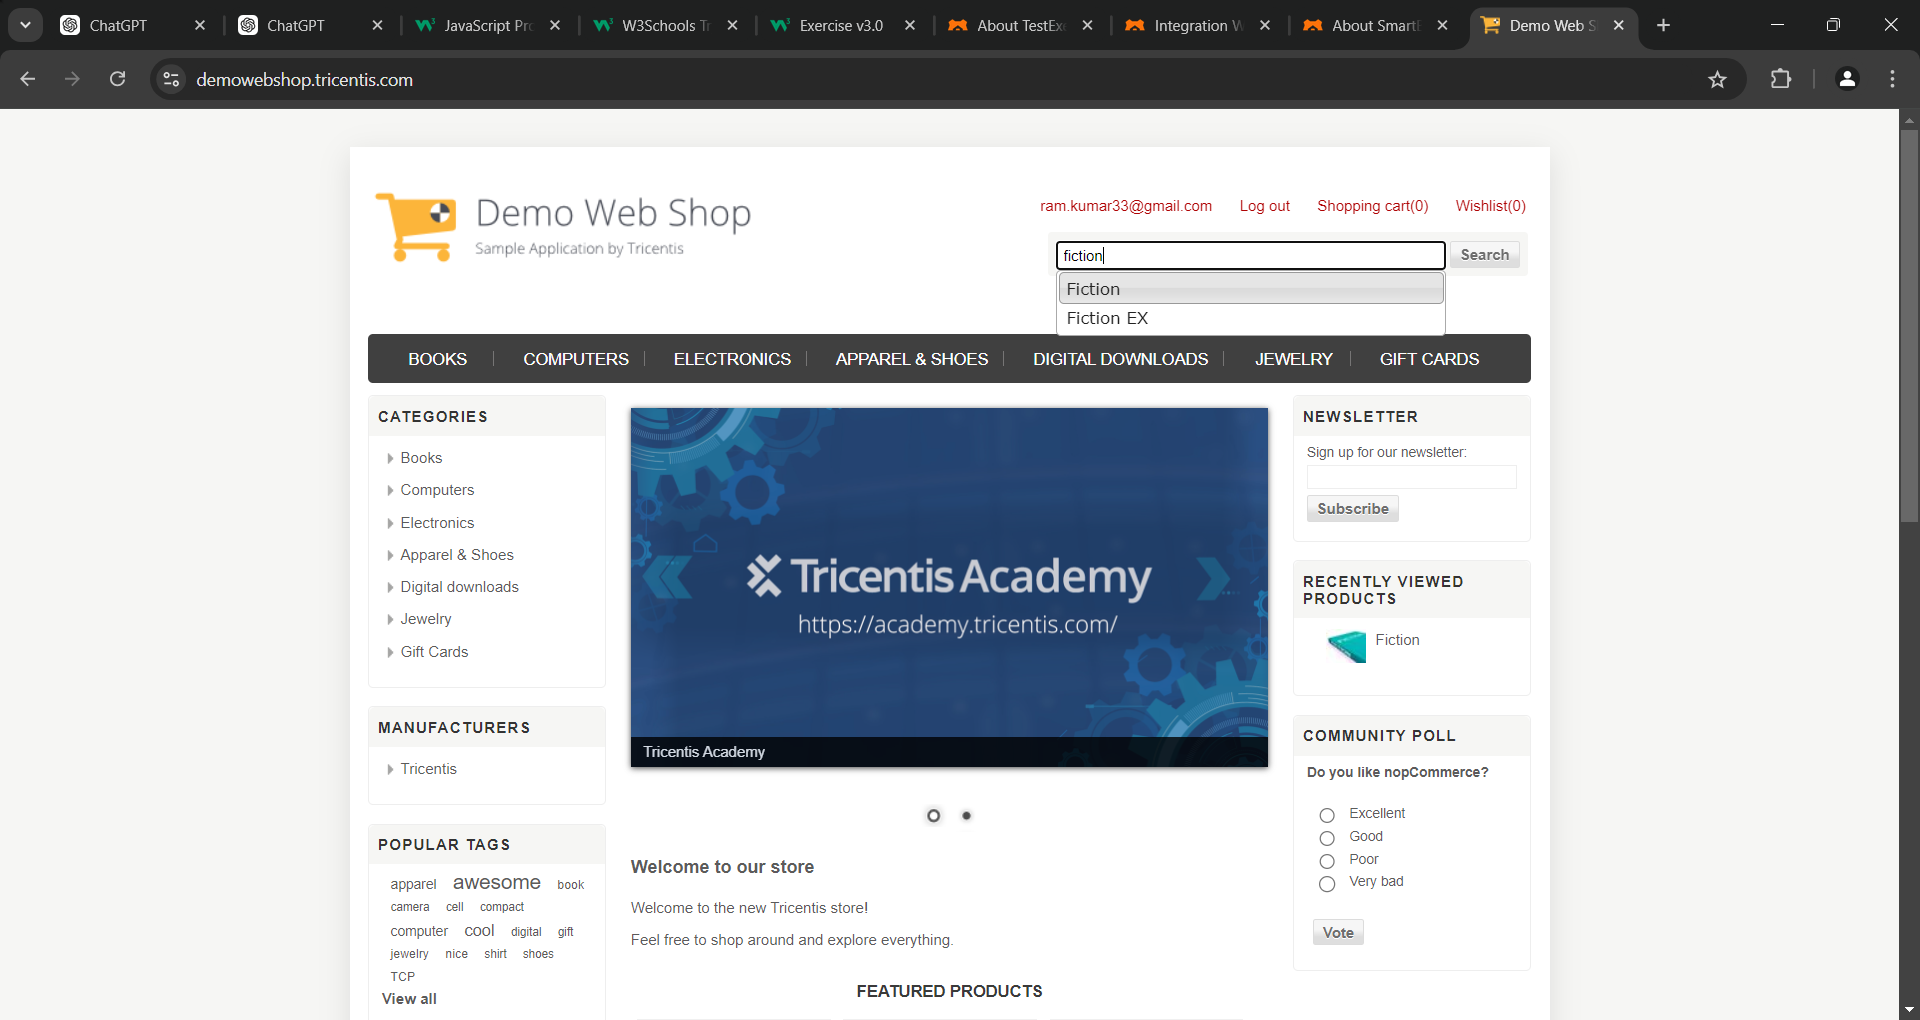 ChatGPT
ChatGPT
JavaScript Pr
W3Schools Tr
Exercise v3.0
About TestEx
Integration W
About SmartB
Demo Web S
demowebshop.tricentis.com
Demo Web Shop
Sample Application by Tricentis
ram.kumar33@gmail.com Log out Shopping cart(0) Wishlist(0)
fiction Search
Fiction
Fiction EX
BOOKS COMPUTERS ELECTRONICS APPAREL & SHOES DIGITAL DOWNLOADS JEWELRY GIFT CARDS
CATEGORIES
Books
Computers
Electronics
Apparel & Shoes
Digital downloads
Jewelry
Gift Cards
MANUFACTURERS
Tricentis
POPULAR TAGS
apparel awesome book
camera cell compact
computer cool digital gift
jewelry nice shirt shoes
TCP
View all
Tricentis Academy
https://academy.tricentis.com/
Tricentis Academy
Welcome to our store
Welcome to the new Tricentis store!
Feel free to shop around and explore everything.
FEATURED PRODUCTS
NEWSLETTER
Sign up for our newsletter:
Subscribe
RECENTLY VIEWED
PRODUCTS
Fiction
COMMUNITY POLL
Do you like nopCommerce?
Excellent
Good
Poor
Very bad
Vote